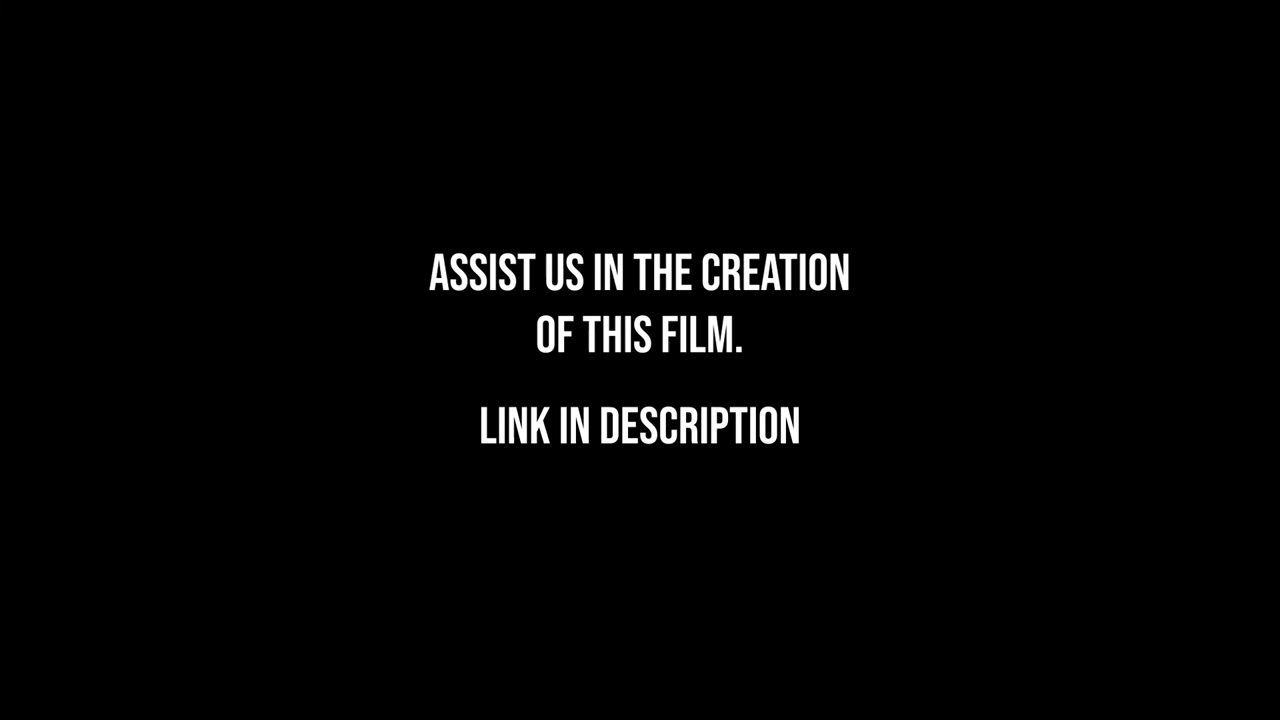 ASSIST US IN THE CREATION
OF THIS FILM.
LINK IN DESCRIPTION